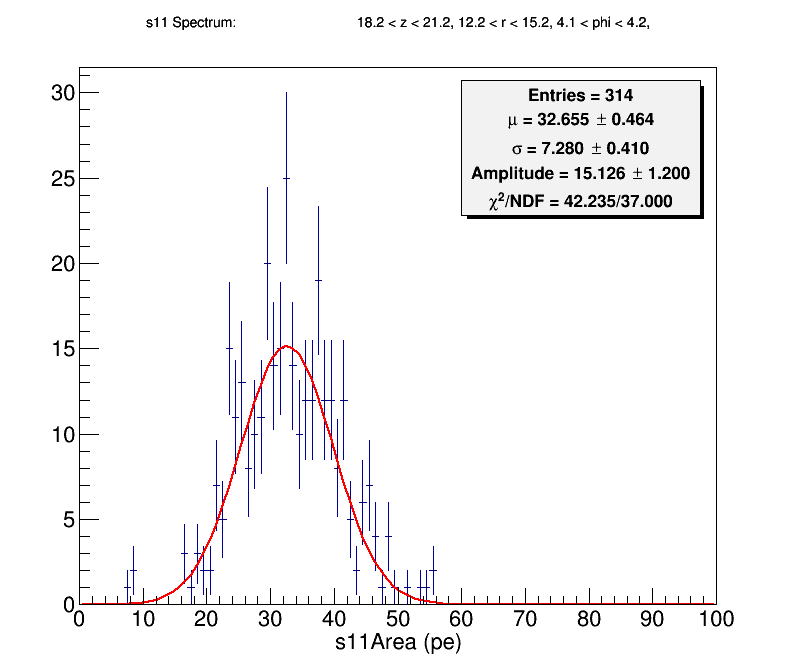 s11 Spectrum: 18.2 < z < 21.2, 12.2 < r < 15.2, 4.1 < phi < 4.2,
Entries = 314
μ = 32.655 ± 0.464
σ = 7.280 ± 0.410
Amplitude = 15.126 ± 1.200
χ²/NDF = 42.235/37.000
30
25
20
15
10
5
0
0 10 20 30 40 50 60 70 80 90 100
s11Area (pe)